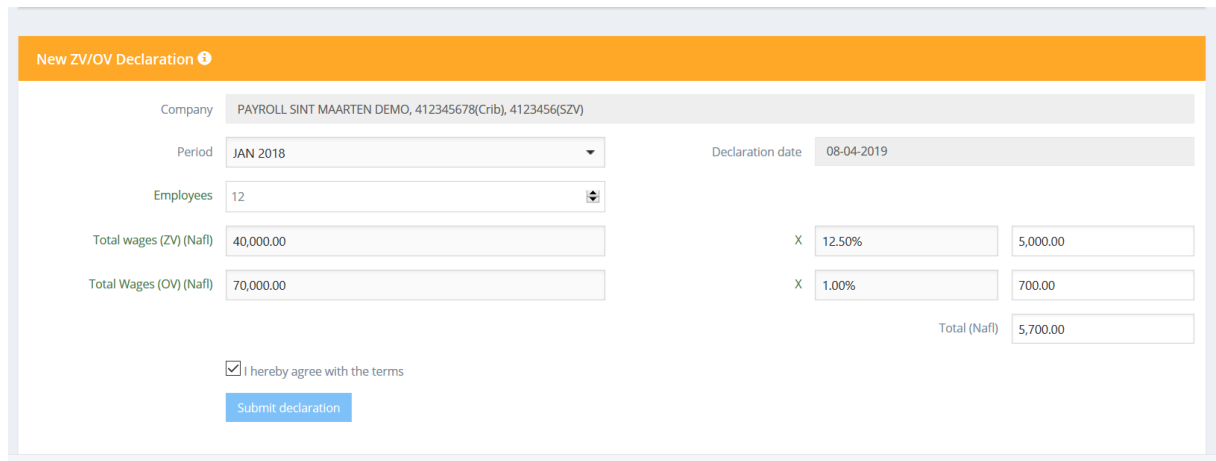 New ZV/OV Declaration
Company PAYROLL SINT MAARTEN DEMO, 412345678(Crib), 4123456(SZV)
Period JAN 2018 Declaration date 08-04-2019
Employees 12
Total wages (ZV) (Nafl) 40,000.00 X 12.50% 5,000.00
Total Wages (OV) (Nafl) 70,000.00 X 1.00% 700.00
Total (Nafl) 5,700.00
I hereby agree with the terms
Submit declaration